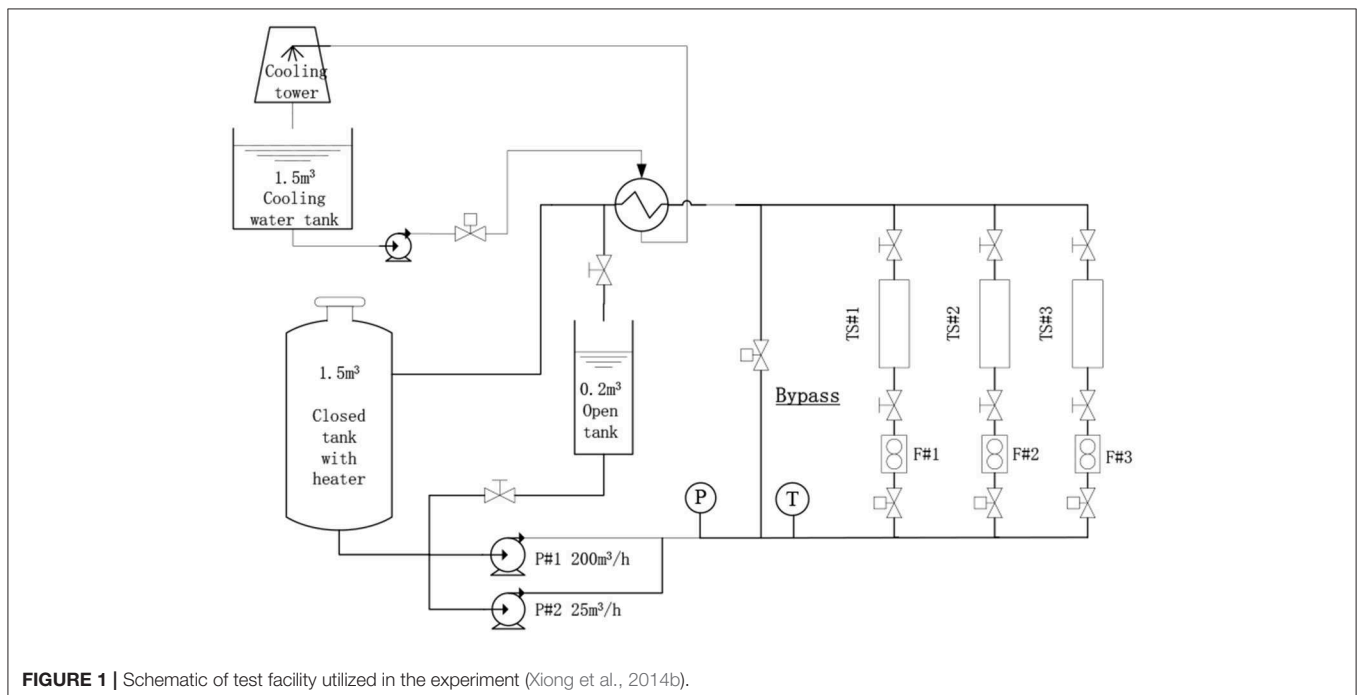 Cooling
tower
1.5m³
Cooling
water tank
1.5m³
Closed
tank
with
heater
0.2m³
Open
tank
Bypass
TS#1
TS#2
TS#3
F#1
F#2
F#3
P
T
P#1 200m³/h
P#2 25m³/h
FIGURE 1 | Schematic of test facility utilized in the experiment (Xiong et al., 2014b).